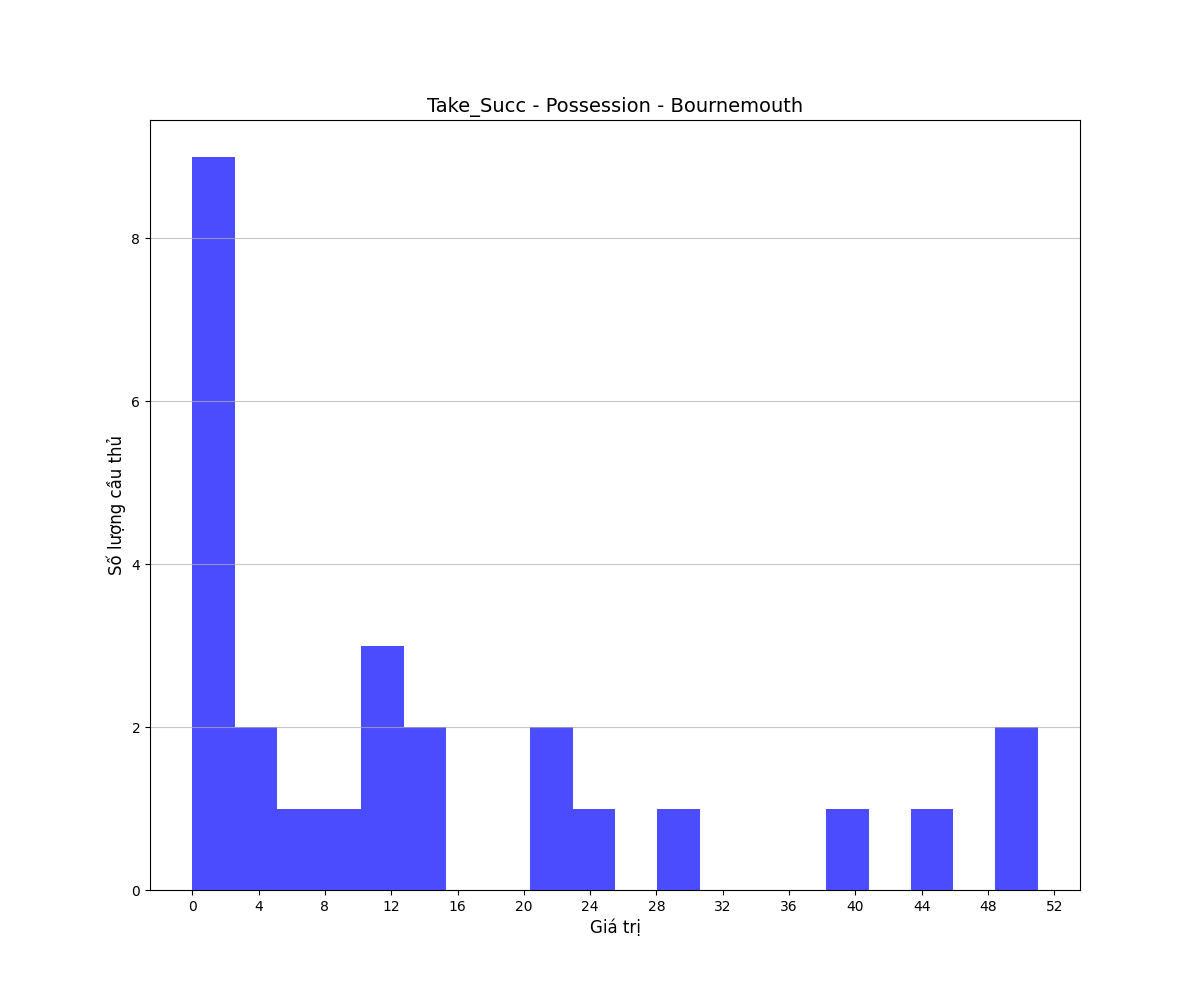 Take_Succ - Possession - Bournemouth
8
6
4
2
0
Số lượng cầu thủ
0 4 8 12 16 20 24 28 32 36 40 44 48 52
Giá trị